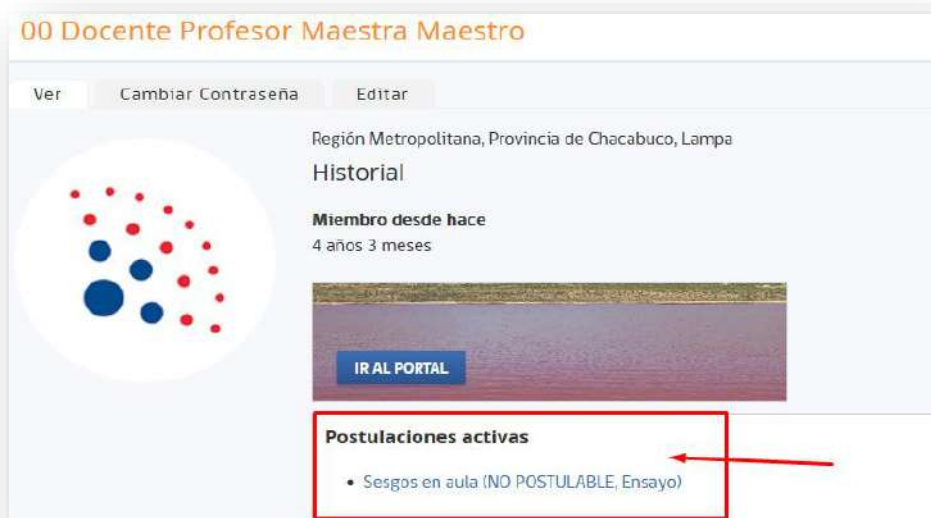 00 Docente Profesor Maestra Maestro
Ver Cambiar Contraseña Editar
Región Metropolitana, Provincia de Chacabuco, Lampa
Historial
Miembro desde hace
4 años 3 meses
IR AL PORTAL
Postulaciones activas
• Sesgos en aula (NO POSTULABLE, Ensayo)